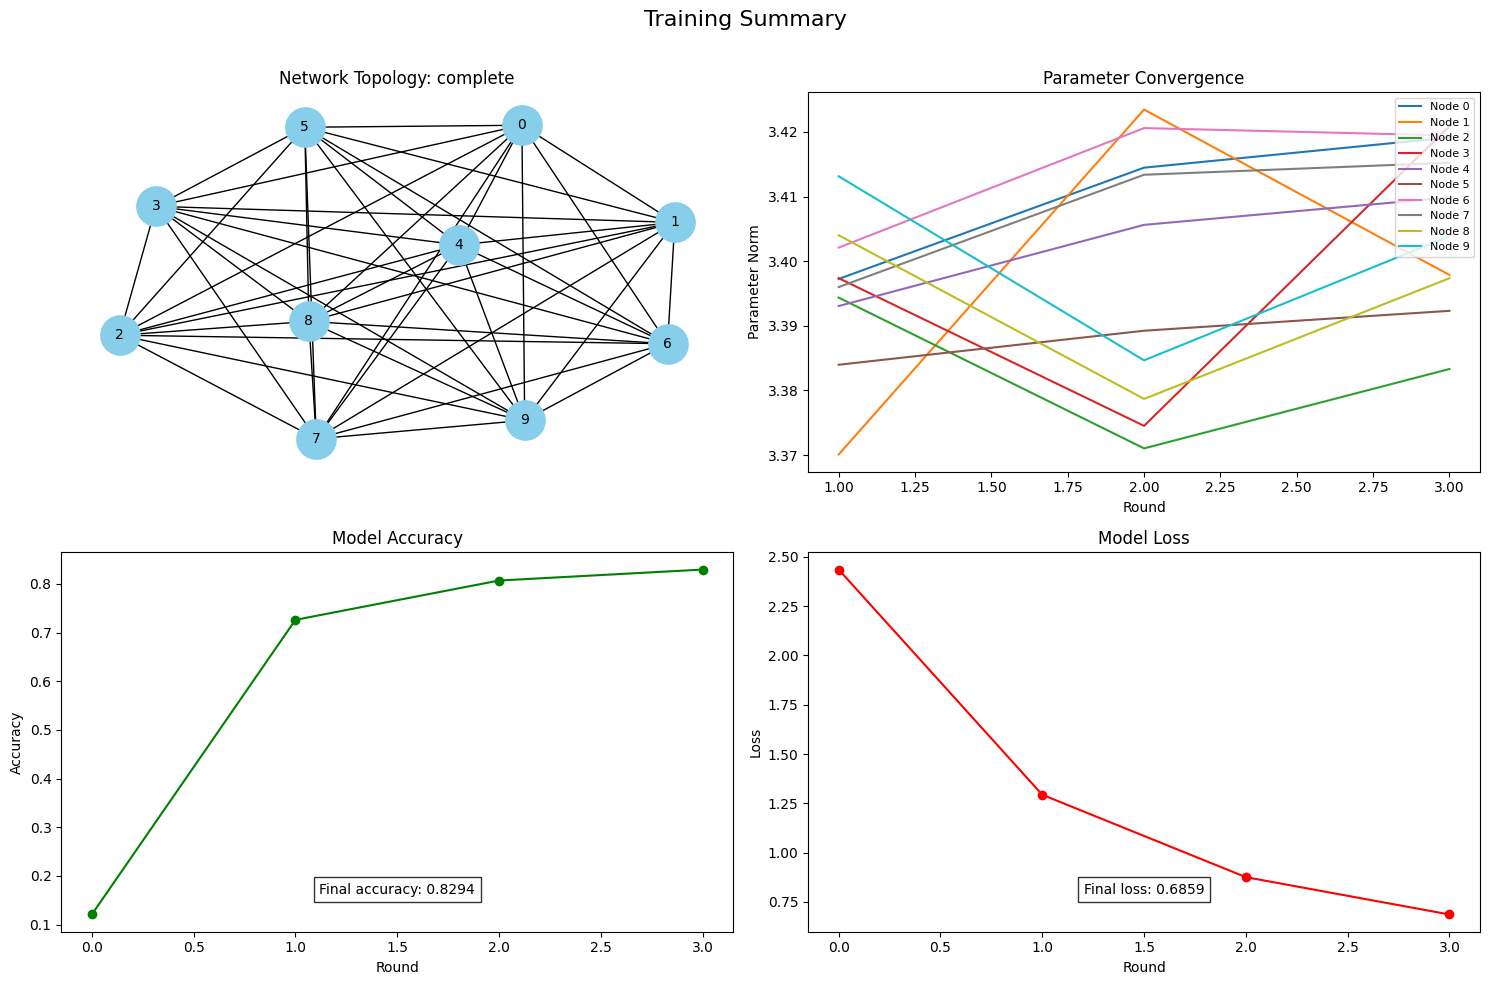 Training Summary
Network Topology: complete
5
0
3
1
4
8
2
6
9
7
Parameter Convergence
Parameter Norm
3.42
3.41
3.40
3.39
3.38
3.37
Node 0
Node 1
Node 2
Node 3
Node 4
Node 5
Node 6
Node 7
Node 8
Node 9
1.00 1.25 1.50 1.75 2.00 2.25 2.50 2.75 3.00
Round
Model Accuracy
Accuracy
0.8
0.7
0.6
0.5
0.4
0.3
0.2
0.1
Final accuracy: 0.8294
0.0 0.5 1.0 1.5 2.0 2.5 3.0
Round
Model Loss
Loss
2.50
2.25
2.00
1.75
1.50
1.25
1.00
0.75
Final loss: 0.6859
0.0 0.5 1.0 1.5 2.0 2.5 3.0
Round